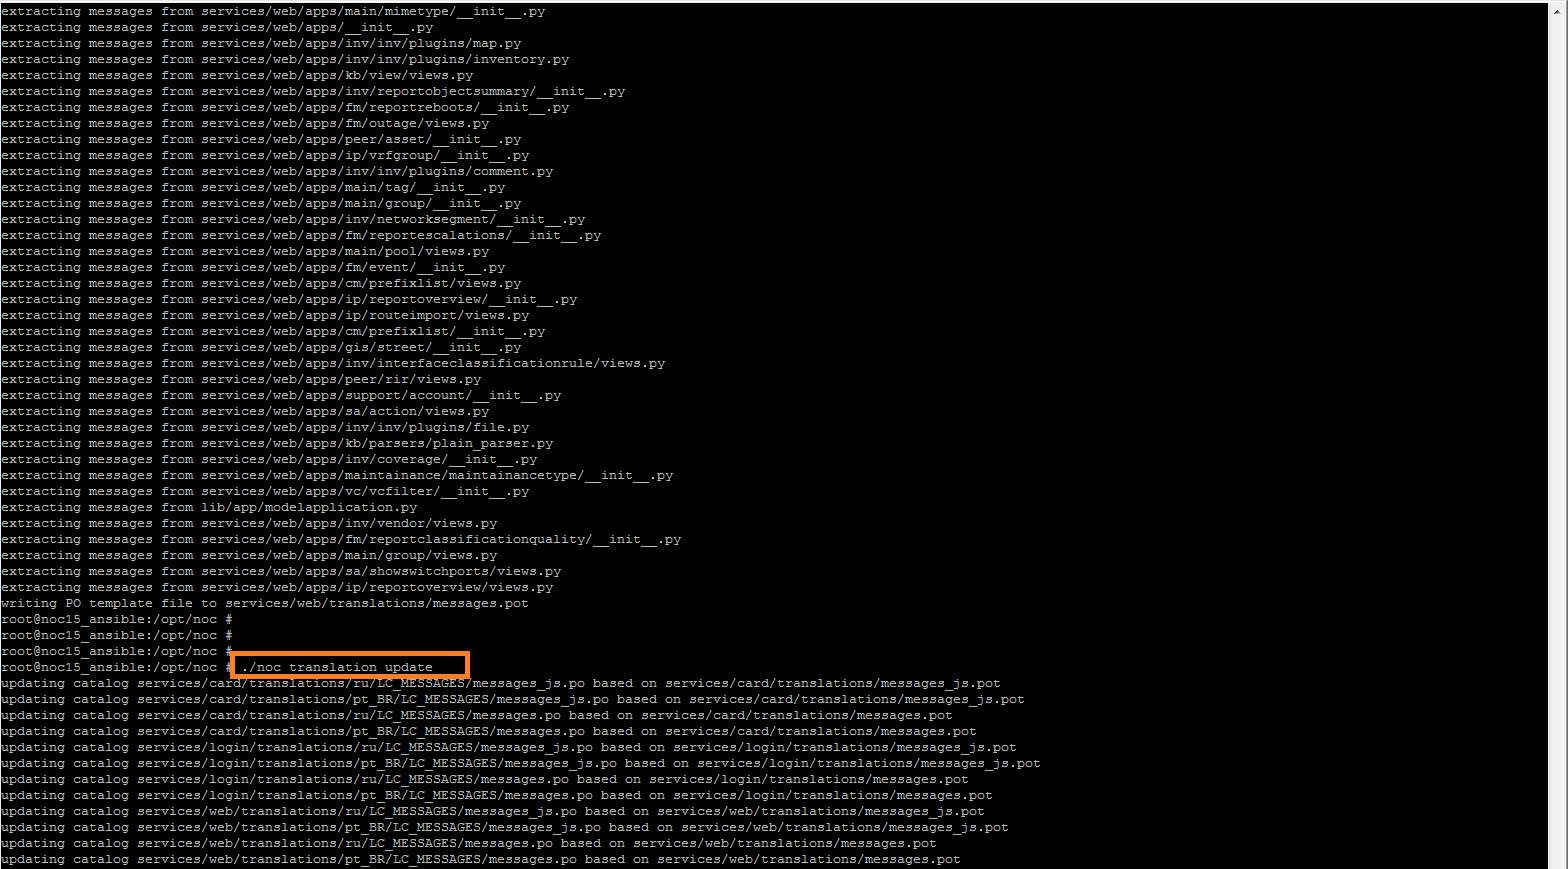 extracting messages from services/web/apps/main/mimetype/__init__.py
extracting messages from services/web/apps/__init__.py
extracting messages from services/web/apps/inv/inv/plugins/map.py
extracting messages from services/web/apps/inv/inv/plugins/inventory.py
extracting messages from services/web/apps/kb/view/views.py
extracting messages from services/web/apps/inv/reportobjectsummary/__init__.py
extracting messages from services/web/apps/fm/reportreboots/__init__.py
extracting messages from services/web/apps/fm/outage/views.py
extracting messages from services/web/apps/peer/asset/__init__.py
extracting messages from services/web/apps/ip/vrfgroup/__init__.py
extracting messages from services/web/apps/inv/inv/plugins/comment.py
extracting messages from services/web/apps/main/tag/__init__.py
extracting messages from services/web/apps/main/group/__init__.py
extracting messages from services/web/apps/inv/networksegment/__init__.py
extracting messages from services/web/apps/fm/reportescalations/__init__.py
extracting messages from services/web/apps/main/pool/views.py
extracting messages from services/web/apps/fm/event/__init__.py
extracting messages from services/web/apps/cm/prefixlist/views.py
extracting messages from services/web/apps/ip/reportoverview/__init__.py
extracting messages from services/web/apps/ip/routeimport/views.py
extracting messages from services/web/apps/cm/prefixlist/__init__.py
extracting messages from services/web/apps/gis/street/__init__.py
extracting messages from services/web/apps/inv/interfaceclassificationrule/views.py
extracting messages from services/web/apps/peer/rir/views.py
extracting messages from services/web/apps/support/account/__init__.py
extracting messages from services/web/apps/sa/action/views.py
extracting messages from services/web/apps/inv/inv/plugins/file.py
extracting messages from services/web/apps/kb/parsers/plain_parser.py
extracting messages from services/web/apps/inv/coverage/__init__.py
extracting messages from services/web/apps/maintainance/maintainancetype/__init__.py
extracting messages from services/web/apps/vc/vcfilter/__init__.py
extracting messages from lib/app/modelapplication.py
extracting messages from services/web/apps/inv/vendor/views.py
extracting messages from services/web/apps/fm/reportclassificationquality/__init__.py
extracting messages from services/web/apps/main/group/views.py
extracting messages from services/web/apps/sa/showswitchports/views.py
extracting messages from services/web/apps/ip/reportoverview/views.py
writing PO template file to services/web/translations/messages.pot
root@noc15_ansible:/opt/noc #
root@noc15_ansible:/opt/noc #
root@noc15_ansible:/opt/noc #
root@noc15_ansible:/opt/noc # ./noc translation update
updating catalog services/card/translations/ru/LC_MESSAGES/messages_js.po based on services/card/translations/messages_js.pot
updating catalog services/card/translations/pt_BR/LC_MESSAGES/messages_js.po based on services/card/translations/messages_js.pot
updating catalog services/card/translations/ru/LC_MESSAGES/messages.po based on services/card/translations/messages.pot
updating catalog services/card/translations/pt_BR/LC_MESSAGES/messages.po based on services/card/translations/messages.pot
updating catalog services/login/translations/ru/LC_MESSAGES/messages_js.po based on services/login/translations/messages_js.pot
updating catalog services/login/translations/pt_BR/LC_MESSAGES/messages_js.po based on services/login/translations/messages_js.pot
updating catalog services/login/translations/ru/LC_MESSAGES/messages.po based on services/login/translations/messages.pot
updating catalog services/login/translations/pt_BR/LC_MESSAGES/messages.po based on services/login/translations/messages.pot
updating catalog services/web/translations/ru/LC_MESSAGES/messages_js.po based on services/web/translations/messages_js.pot
updating catalog services/web/translations/pt_BR/LC_MESSAGES/messages_js.po based on services/web/translations/messages_js.pot
updating catalog services/web/translations/ru/LC_MESSAGES/messages.po based on services/web/translations/messages.pot
updating catalog services/web/translations/pt_BR/LC_MESSAGES/messages.po based on services/web/translations/messages.pot